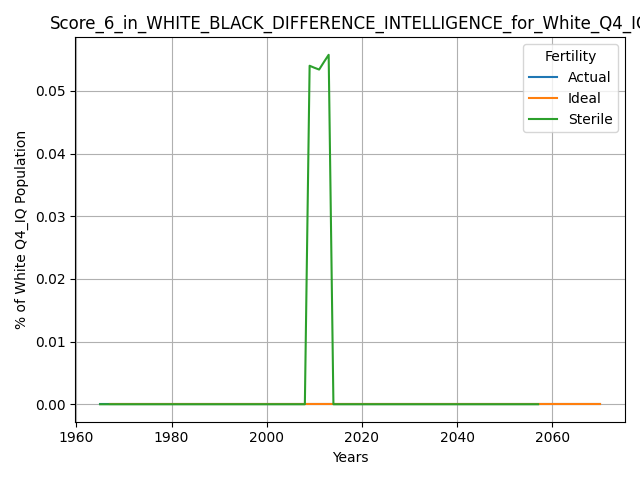 Score_6_in_WHITE_BLACK_DIFFERENCE_INTELLIGENCE_for_White_Q4_IQ
Fertility
Actual
Ideal
Sterile
0.05
0.04
0.03
0.02
0.01
0.00
% of White Q4_IQ Population
1960
1980
2000
2020
2040
2060
Years